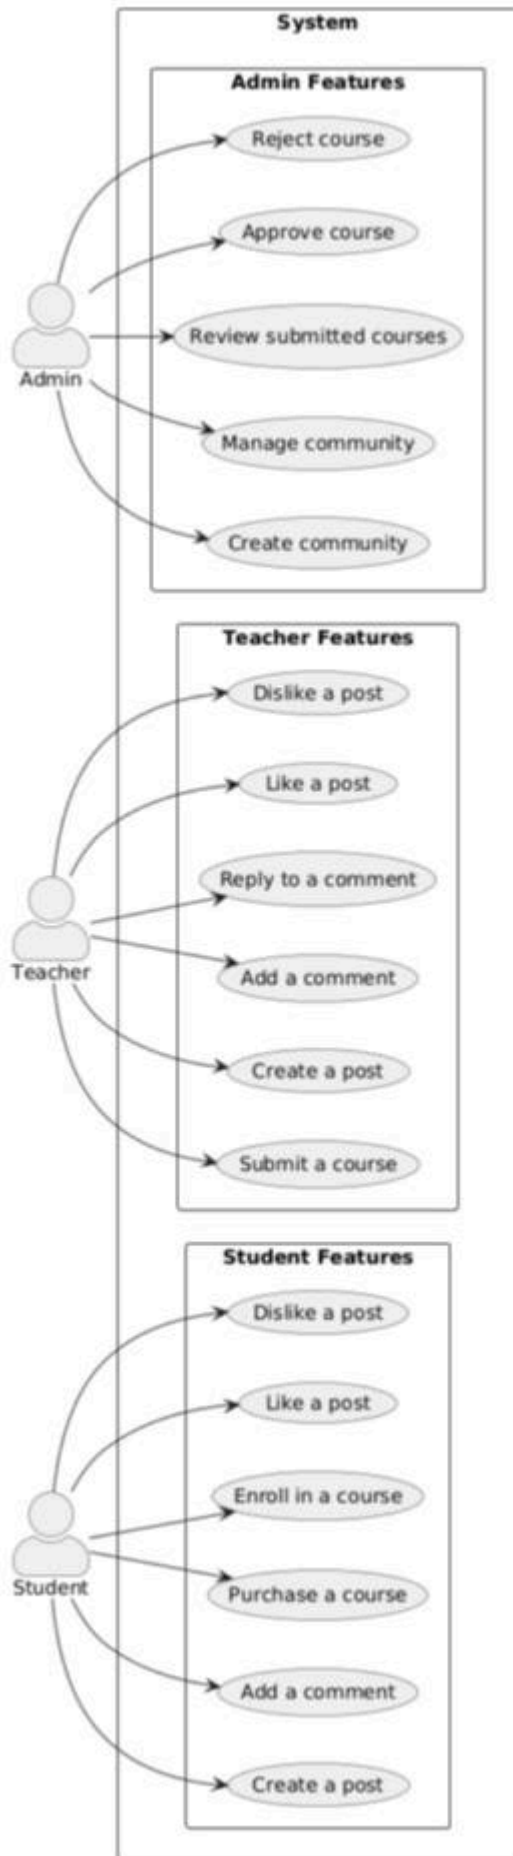 System
Admin Features
Reject course
Approve course
Review submitted courses
Admin
Manage community
Create community
Teacher Features
Dislike a post
Like a post
Reply to a comment
Teacher
Add a comment
Create a post
Submit a course
Student Features
Dislike a post
Like a post
Enroll in a course
Student
Purchase a course
Add a comment
Create a post